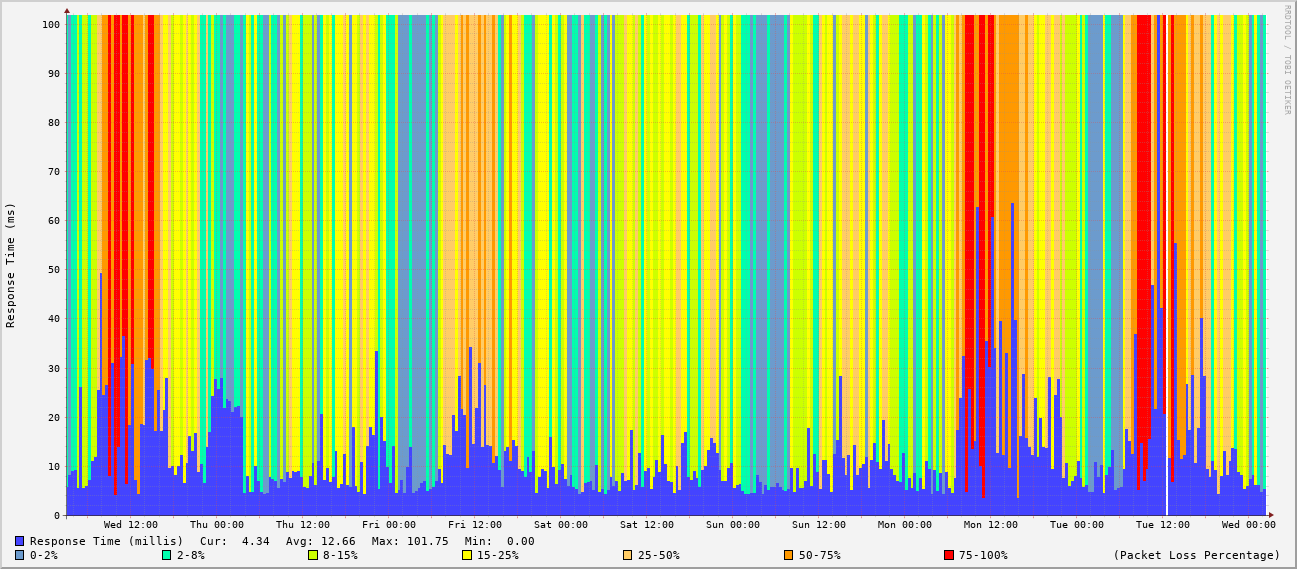 RRDTOOL / TOBI OETIKER
Response Time (ms)
100
90
80
70
60
50
40
30
20
10
0
Wed 12:00 Thu 00:00 Thu 12:00 Fri 00:00 Fri 12:00 Sat 00:00 Sat 12:00 Sun 00:00 Sun 12:00 Mon 00:00 Mon 12:00 Tue 00:00 Tue 12:00 Wed 00:00
Response Time (millis) Cur: 4.34 Avg: 12.66 Max: 101.75 Min: 0.00
0-2% 2-8% 8-15% 15-25% 25-50% 50-75% 75-100% (Packet Loss Percentage)